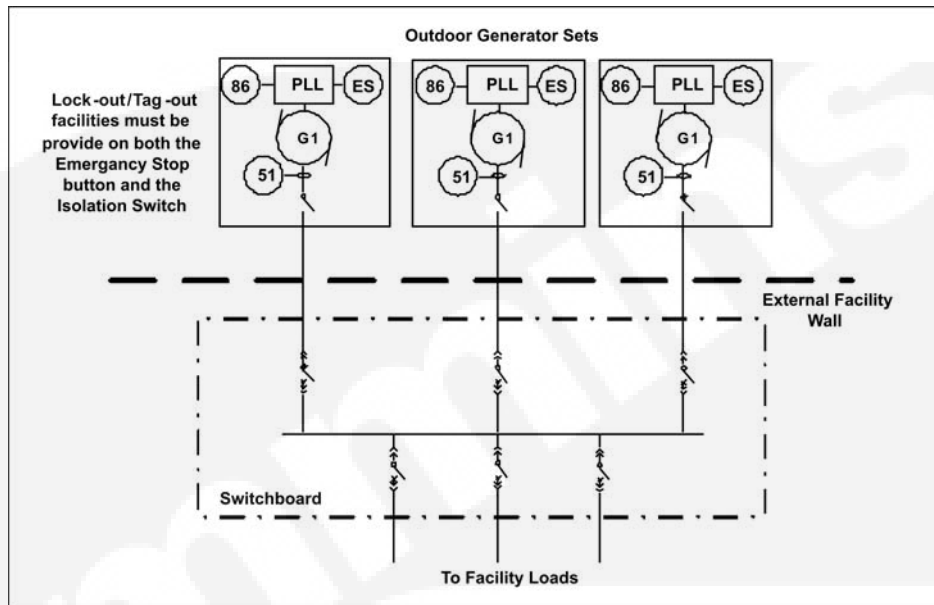 Outdoor Generator Sets
86 PLL ES
G1
51
86 PLL ES
G1
51
86 PLL ES
G1
51
Lock-out/Tag-out
facilities must be
provide on both the
Emergancy Stop
button and the
Isolation Switch
External Facility
Wall
Switchboard
To Facility Loads
mmins